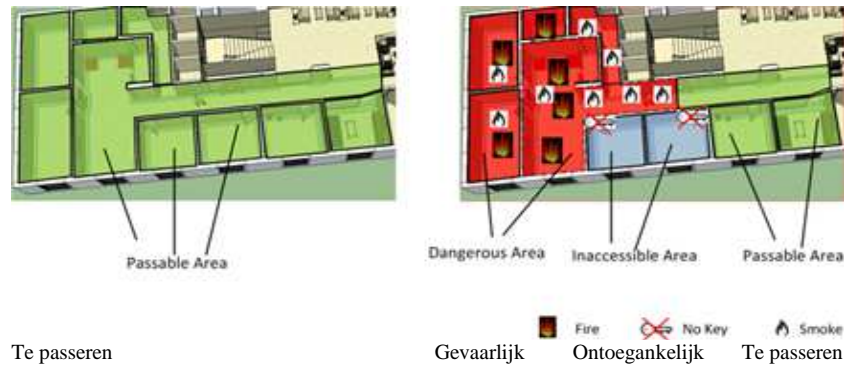 Passable Area
Dangerous Area Inaccessible Area Passable Area
Fire No Key Smoke
Te passeren Gevaarlijk Ontoegankelijk Te passeren